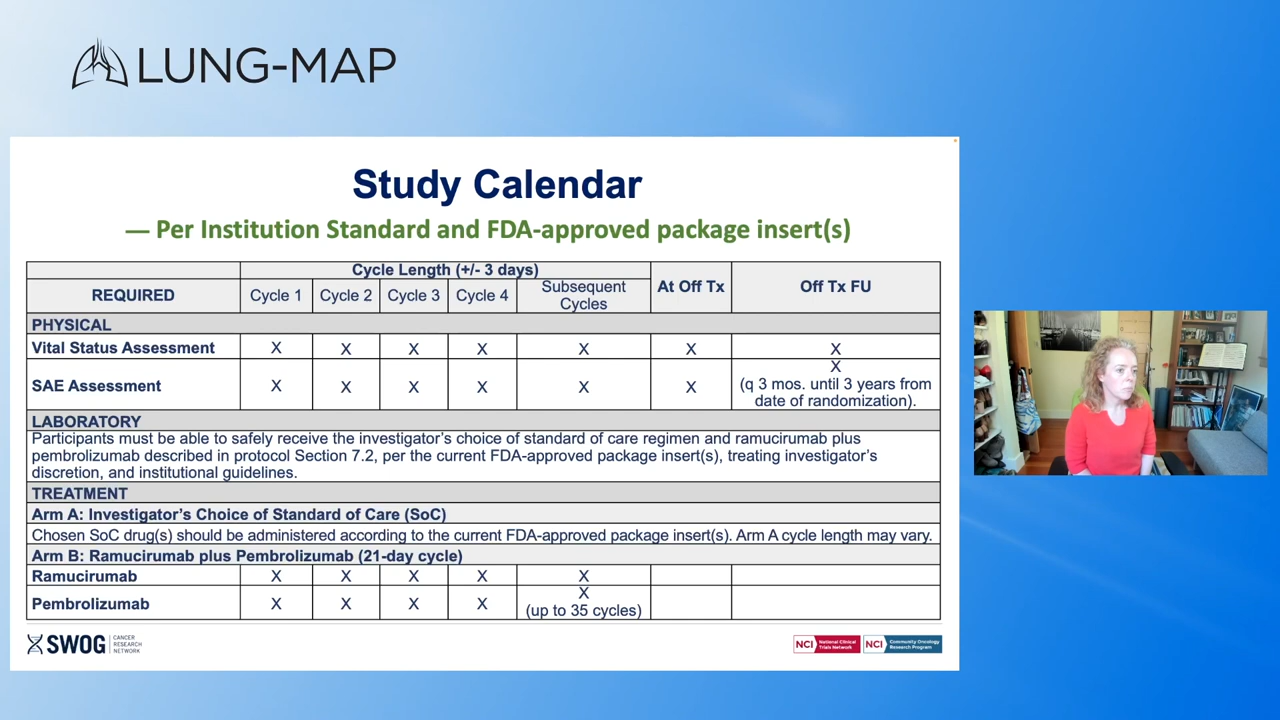 LUNG-MAP
Study Calendar
— Per Institution Standard and FDA-approved package insert(s)
REQUIRED
Cycle Length (+/- 3 days)
Cycle 1
Cycle 2
Cycle 3
Cycle 4
Subsequent
Cycles
At Off Tx
Off Tx FU
PHYSICAL
Vital Status Assessment X X X X X X X
SAE Assessment X X X X X X X
(q 3 mos. until 3 years from
date of randomization).
LABORATORY
Participants must be able to safely receive the investigator's choice of standard of care regimen and ramucirumab plus
pembrolizumab described in protocol Section 7.2, per the current FDA-approved package insert(s), treating investigator's
discretion, and institutional guidelines.
TREATMENT
Arm A: Investigator's Choice of Standard of Care (SoC)
Chosen SoC drug(s) should be administered according to the current FDA-approved package insert(s). Arm A cycle length may vary.
Arm B: Ramucirumab plus Pembrolizumab (21-day cycle)
Ramucirumab X X X X X
Pembrolizumab X X X X X
(up to 35 cycles)
SWOG
CANCER
RESEARCH
NETWORK
NCI National Clinical
Trials Network
NCI Community Oncology
Research Program